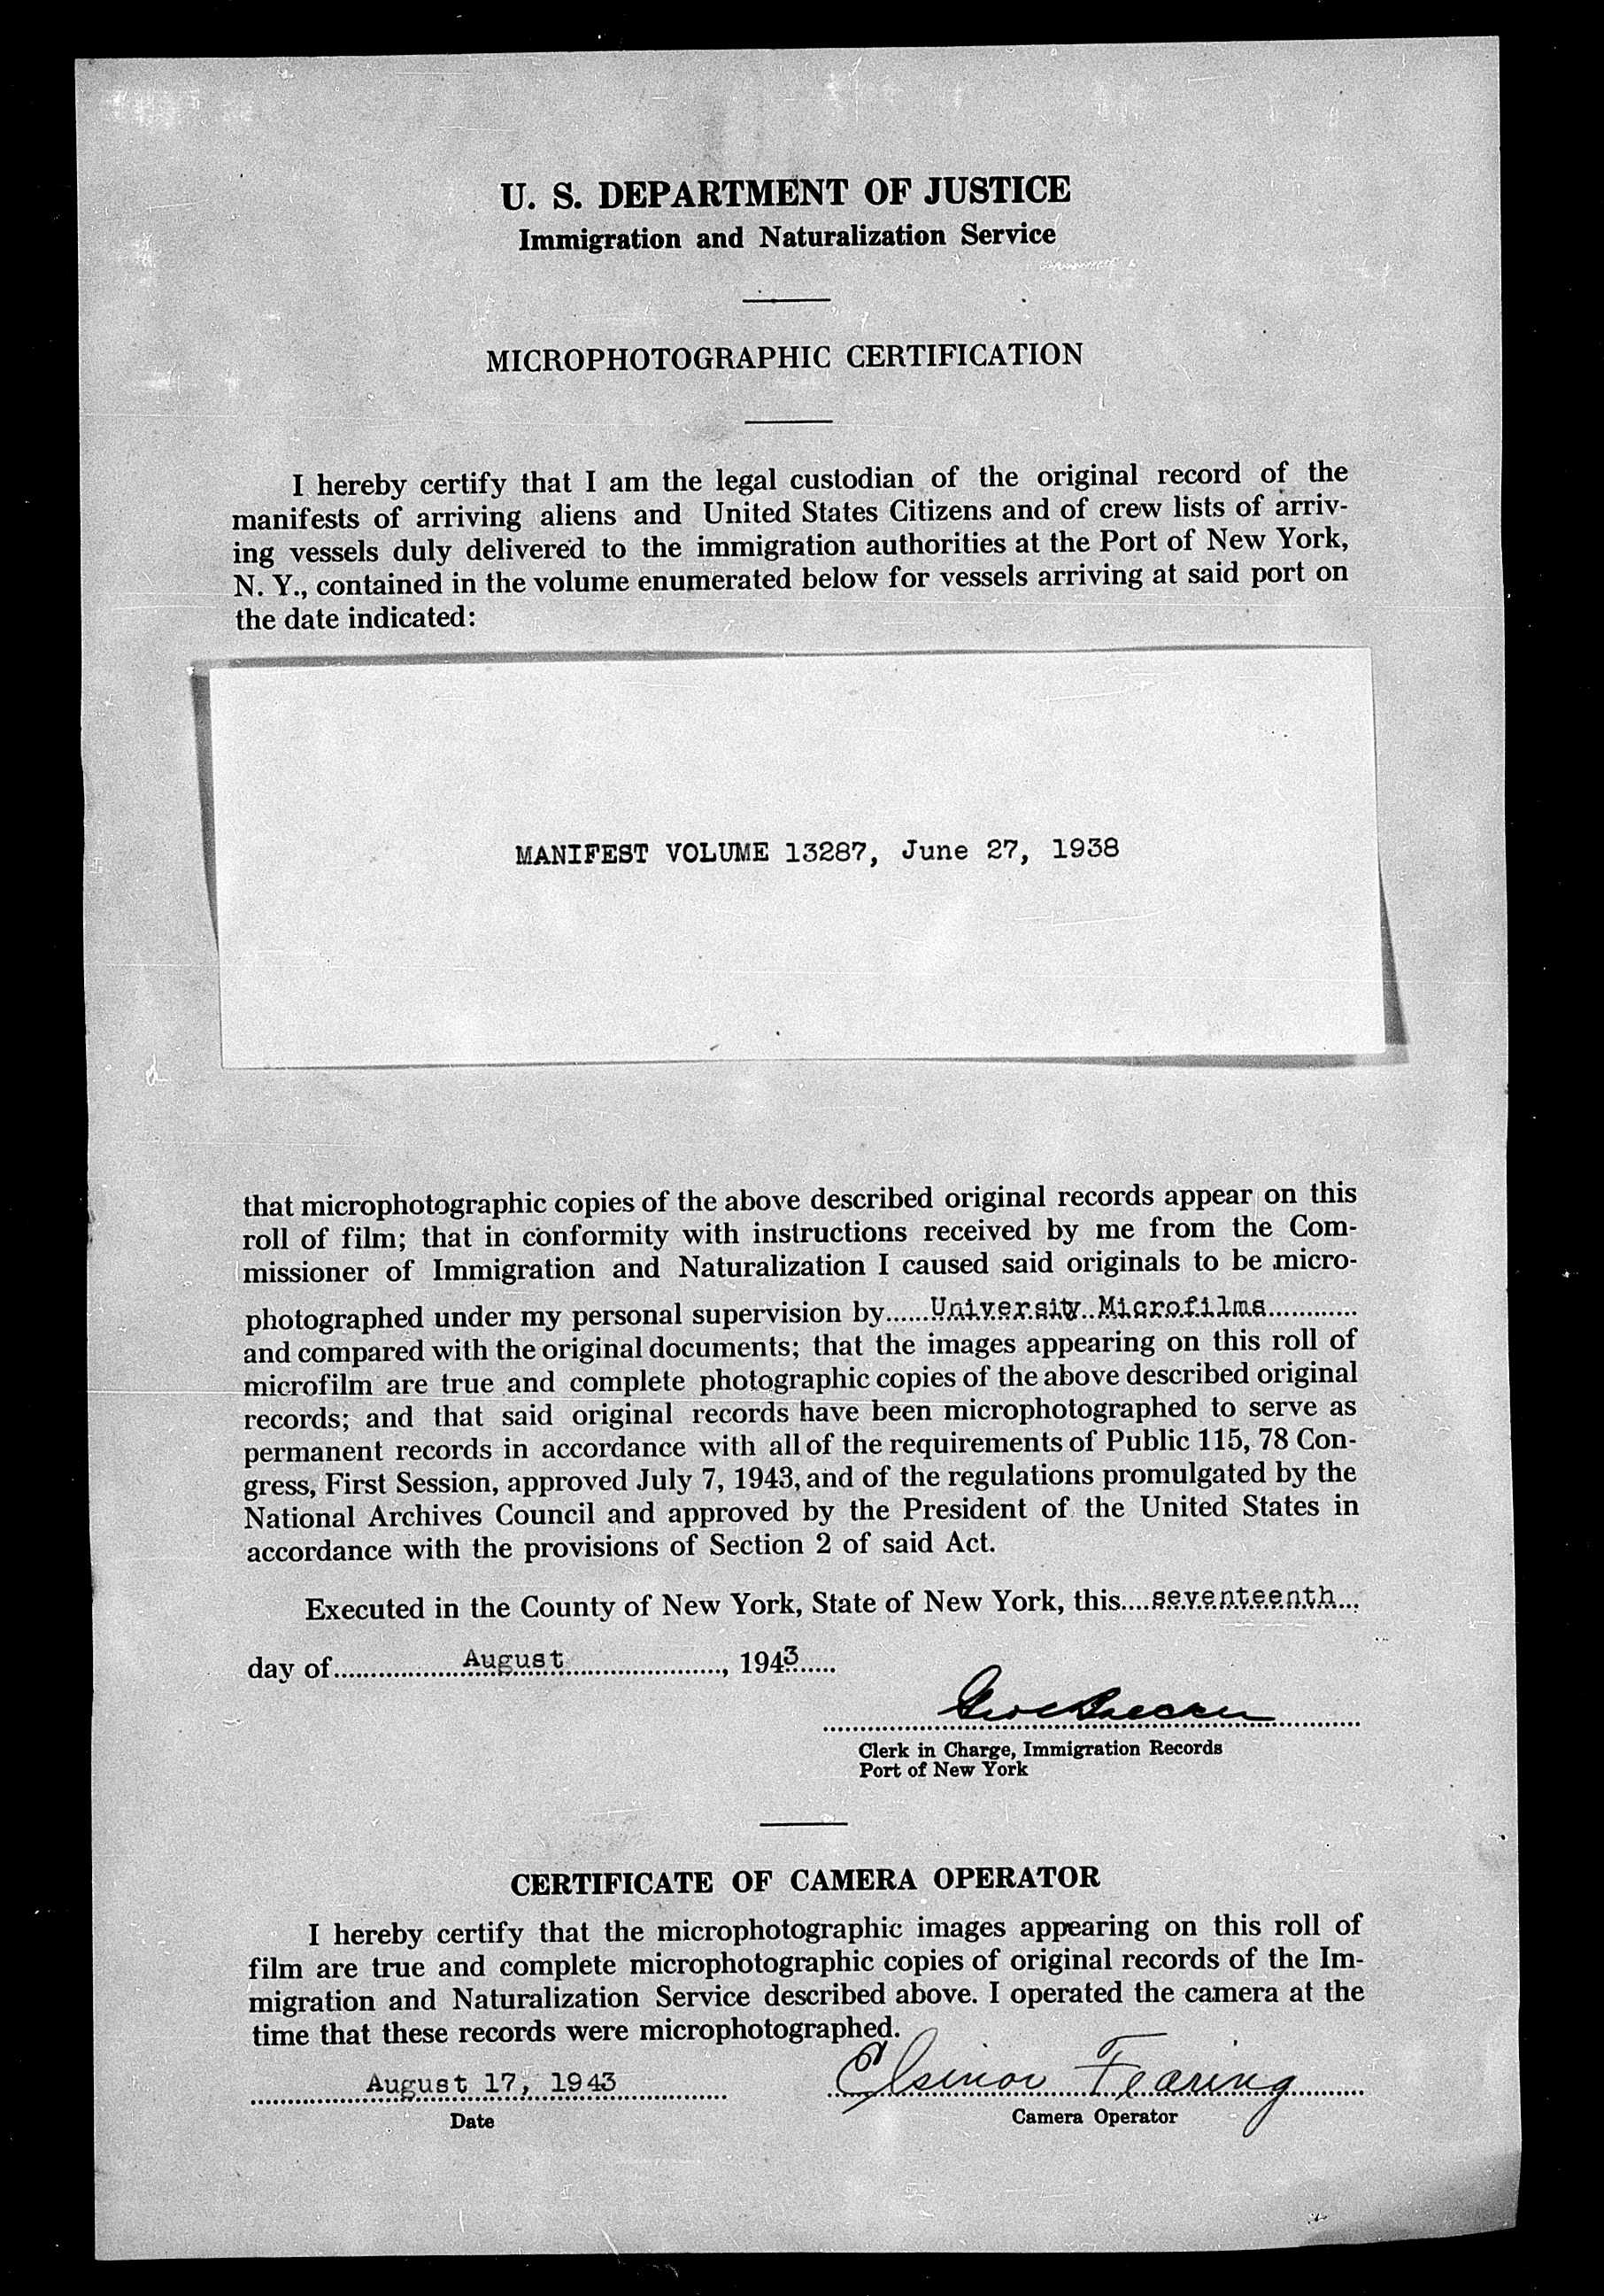 U. S. DEPARTMENT OF JUSTICE
Immigration and Naturalization Service
MICROPHOTOGRAPHIC CERTIFICATION
I hereby certify that I am the legal custodian of the original record of the
manifests of arriving aliens and United States Citizens and of crew lists of arriv-
ing vessels duly delivered to the immigration authorities at the Port of New York,
N. Y., contained in the volume enumerated below for vessels arriving at said port on
the date indicated:
MANIFEST VOLUME 13287, June 27, 1938
that microphotographic copies of the above described original records appear on this
roll of film; that in conformity with instructions received by me from the Com-
missioner of Immigration and Naturalization I caused said originals to be micro-
photographed under my personal supervision by......University Microfilms............
and compared with the original documents; that the images appearing on this roll of
microfilm are true and complete photographic copies of the above described original
records; and that said original records have been microphotographed to serve as
permanent records in accordance with all of the requirements of Public 115, 78 Con-
gress, First Session, approved July 7, 1943, and of the regulations promulgated by the
National Archives Council and approved by the President of the United States in
accordance with the provisions of Section 2 of said Act.
Executed in the County of New York, State of New York, this....seventeenth...
day of..................August......................, 1943......
Clerk in Charge, Immigration Records
Port of New York
CERTIFICATE OF CAMERA OPERATOR
I hereby certify that the microphotographic images appearing on this roll of
film are true and complete microphotographic copies of original records of the Im-
migration and Naturalization Service described above. I operated the camera at the
time that these records were microphotographed.
August 17, 1943 Elsinor Fearing
Date Camera Operator